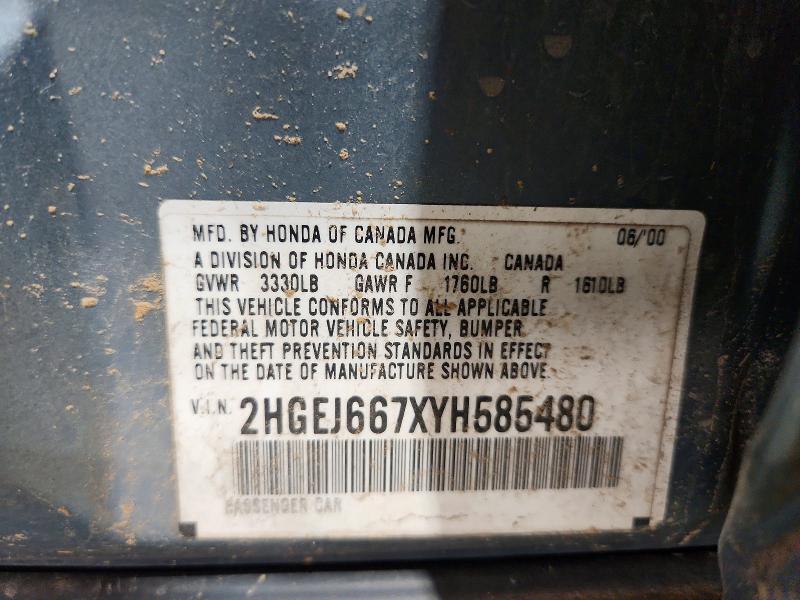 MFD. BY HONDA OF CANADA MFG. 06/'00
A DIVISION OF HONDA CANADA INC. CANADA
GVWR 3330LB GAWR F 1760LB R 1610LB
THIS VEHICLE CONFORMS TO ALL APPLICABLE
FEDERAL MOTOR VEHICLE SAFETY, BUMPER
AND THEFT PREVENTION STANDARDS IN EFFECT
ON THE DATE OF MANUFACTURE SHOWN ABOVE.
V.I.N. 2HGEJ667XYH585480
PASSENGER CAR